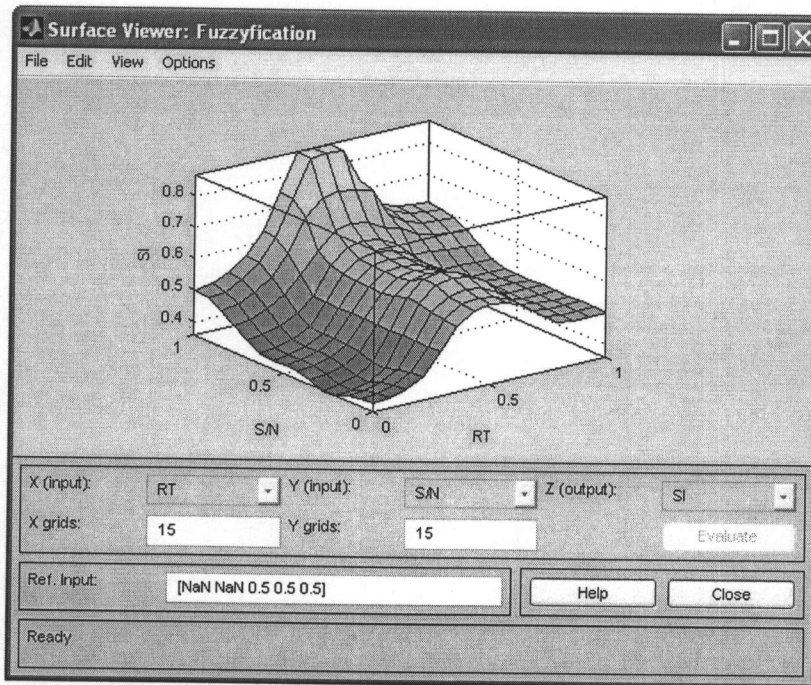 Surface Viewer: Fuzzyfication
File Edit View Options
0.8
0.7
0.6
0.5
0.4
SI
1
0.5
0
S/N
0
0.5
1
RT
X (input): RT Y (input): S/N Z (output): SI
X grids: 15 Y grids: 15 Evaluate
Ref. Input: [NaN NaN 0.5 0.5 0.5] Help Close
Ready